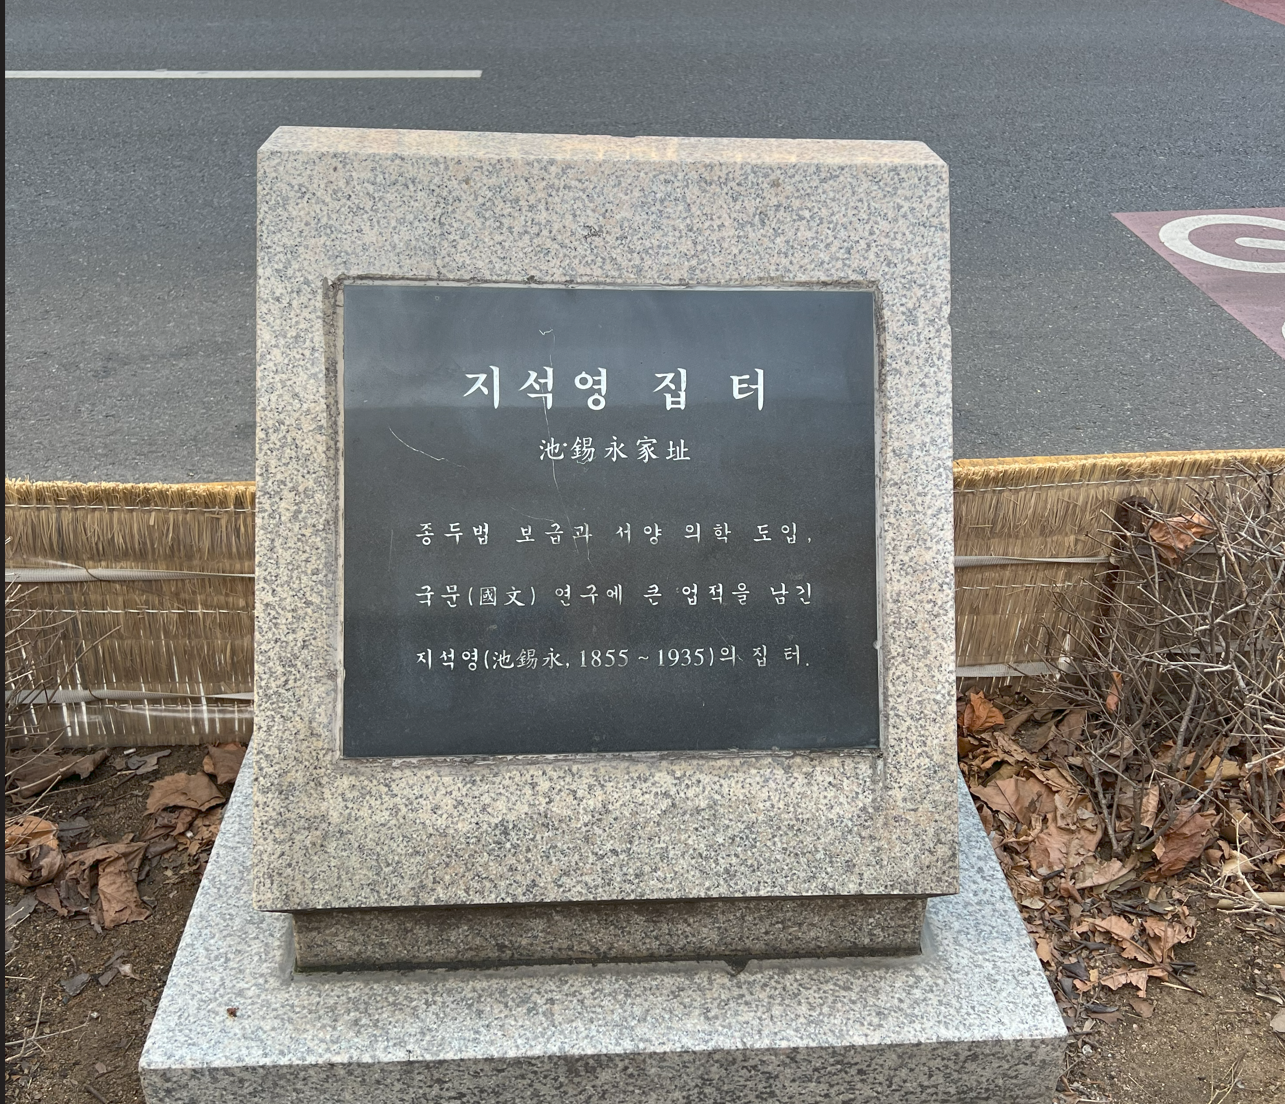 지석영 집 터
池錫永家址
종두법 보급과 서양 의학 도입,
국문(國文) 연구에 큰 업적을 남긴
지석영(池錫永, 1855 ~ 1935)의 집 터.